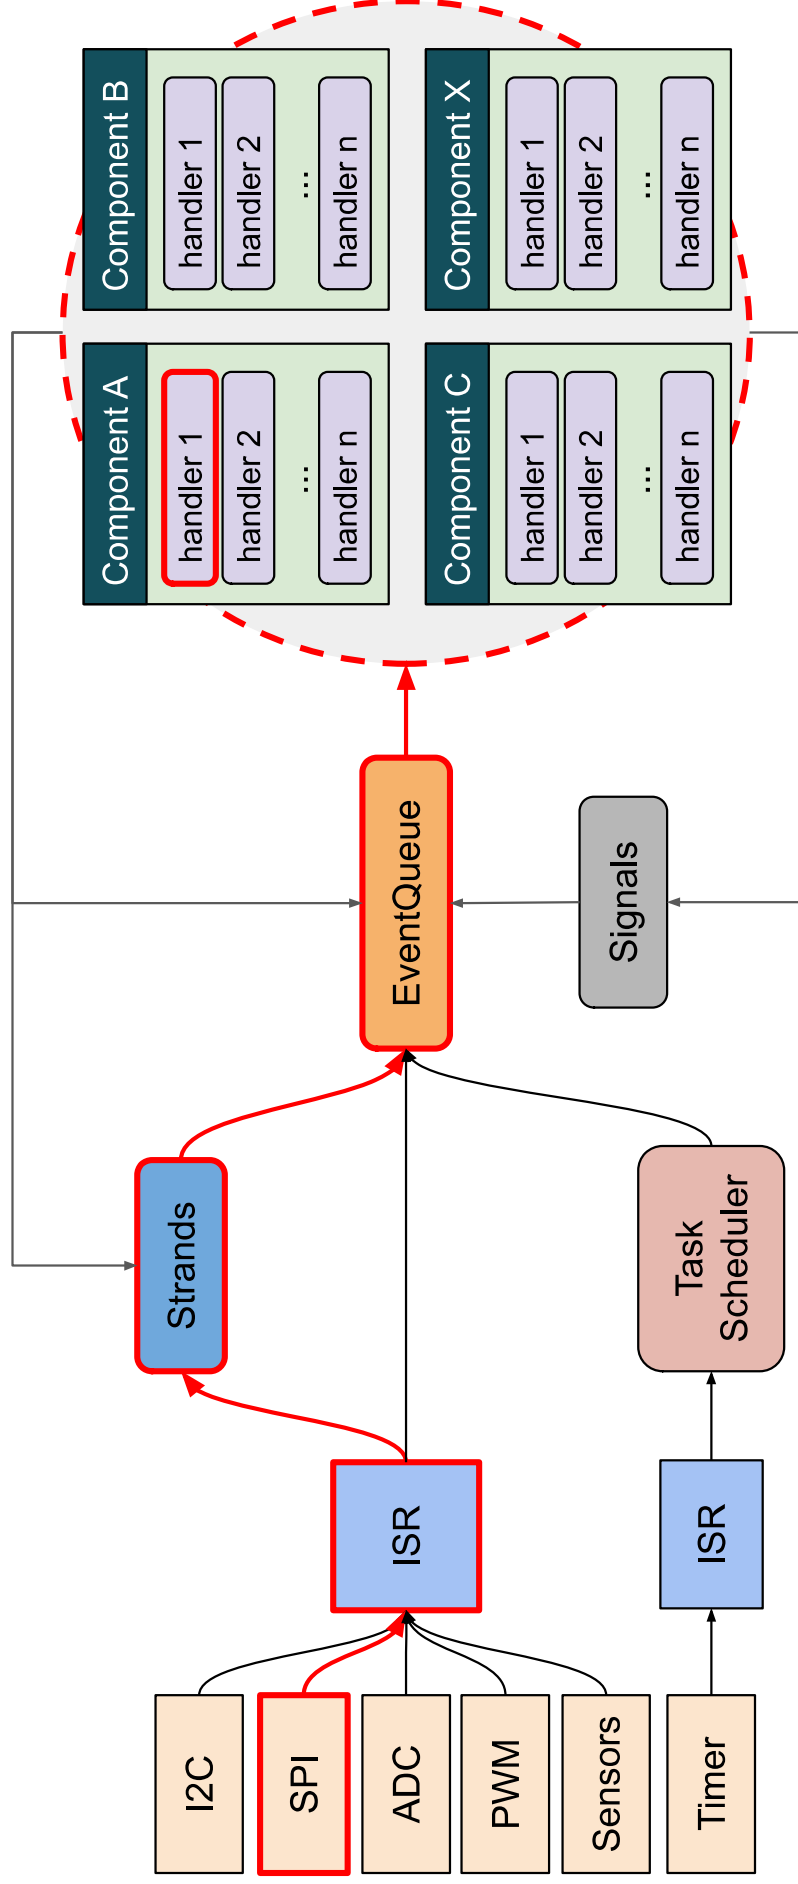 I2C
SPI
ADC
PWM
Sensors
Timer
ISR
ISR
Strands
Task
Scheduler
EventQueue
Signals
Component A
handler 1
handler 2
...
handler n
Component B
handler 1
handler 2
...
handler n
Component C
handler 1
handler 2
...
handler n
Component X
handler 1
handler 2
...
handler n